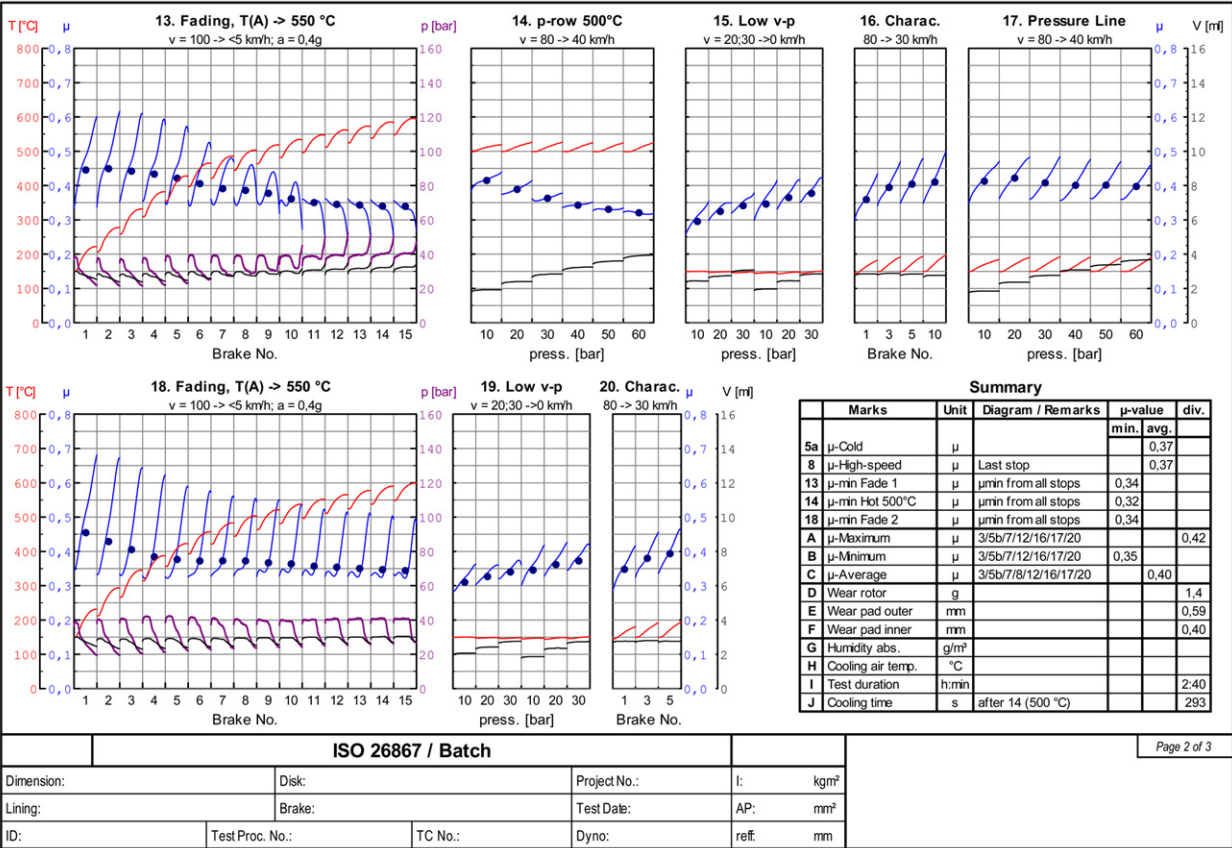 13. Fading, T(A) -> 550 °C
v = 100 -> <5 km/h; a = 0,4g
T [°C] µ p [bar]
800 0,8 160
700 0,7 140
600 0,6 120
500 0,5 100
400 0,4 80
300 0,3 60
200 0,2 40
100 0,1 20
0 0,0 0
1 2 3 4 5 6 7 8 9 10 11 12 13 14 15
Brake No.
14. p-row 500°C
v = 80 -> 40 km/h
10 20 30 40 50 60
press. [bar]
15. Low v-p
v = 20;30 ->0 km/h
10 20 30 10 20 30
press. [bar]
16. Charac.
80 -> 30 km/h
1 3 5 10
Brake No.
17. Pressure Line
v = 80 -> 40 km/h
µ V [ml]
0,8 16
0,7 14
0,6 12
0,5 10
0,4 8
0,3 6
0,2 4
0,1 2
0,0 0
10 20 30 40 50 60
press. [bar]
18. Fading, T(A) -> 550 °C
v = 100 -> <5 km/h; a = 0,4g
T [°C] µ p [bar]
800 0,8 160
700 0,7 140
600 0,6 120
500 0,5 100
400 0,4 80
300 0,3 60
200 0,2 40
100 0,1 20
0 0,0 0
1 2 3 4 5 6 7 8 9 10 11 12 13 14 15
Brake No.
19. Low v-p
v = 20;30 ->0 km/h
10 20 30 10 20 30
press. [bar]
20. Charac.
80 -> 30 km/h
µ V [ml]
0,8 16
0,7 14
0,6 12
0,5 10
0,4 8
0,3 6
0,2 4
0,1 2
0,0 0
1 3 5
Brake No.
Summary
Marks Unit Diagram / Remarks µ-value div.
min. avg.
5a µ-Cold µ 0,37
8 µ-High-speed µ Last stop 0,37
13 µ-min Fade 1 µ µmin from all stops 0,34
14 µ-min Hot 500°C µ µmin from all stops 0,32
18 µ-min Fade 2 µ µmin from all stops 0,34
A µ-Maximum µ 3/5b/7/12/16/17/20 0,42
B µ-Minimum µ 3/5b/7/12/16/17/20 0,35
C µ-Average µ 3/5b/7/8/12/16/17/20 0,40
D Wear rotor g 1,4
E Wear pad outer mm 0,59
F Wear pad inner mm 0,40
G Humidity abs. g/m³
H Cooling air temp. °C
I Test duration h:min 2:40
J Cooling time s after 14 (500 °C) 293
ISO 26867 / Batch
Page 2 of 3
Dimension: Disk: Project No.: I: kgm²
Lining: Brake: Test Date: AP: mm²
ID: Test Proc. No.: TC No.: Dyno: reff: mm